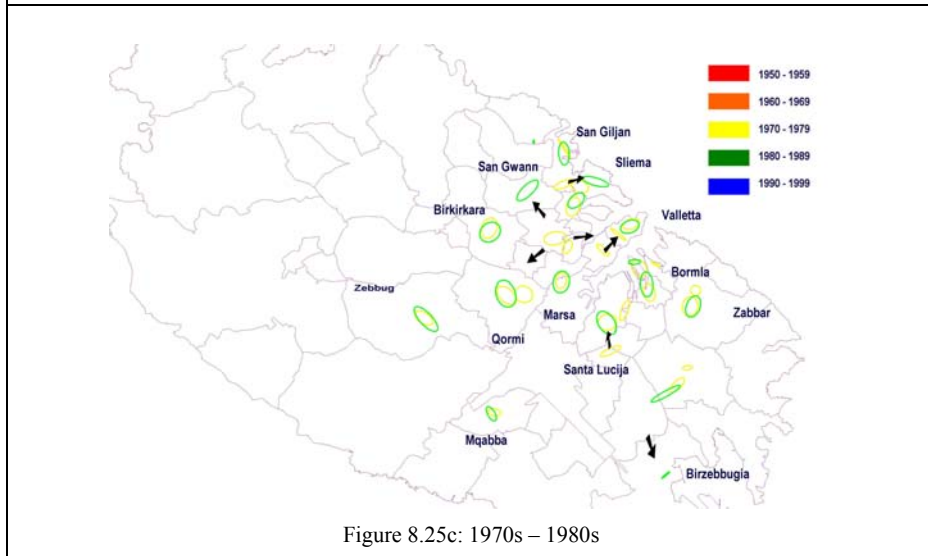 1950 - 1959
1960 - 1969
1970 - 1979
1980 - 1989
1990 - 1999
San Giljan
San Gwann
Sliema
Birkirkara
Valletta
Zebbug
Bormla
Zabbar
Marsa
Qormi
Santa Lucija
Mqabba
Birzebbugia
Figure 8.25c: 1970s – 1980s